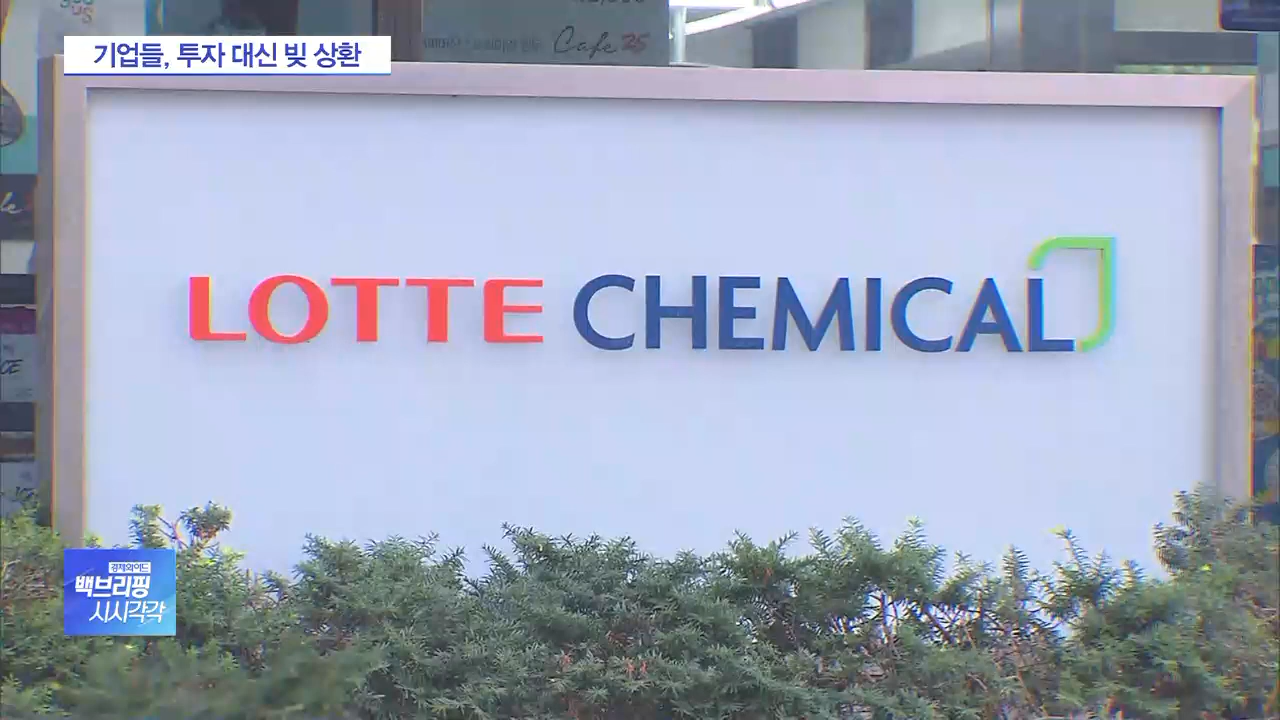 기업들, 투자 대신 빚 상환
Cafe 25
LOTTE CHEMICAL
경제와이드
백브리핑
시시각각